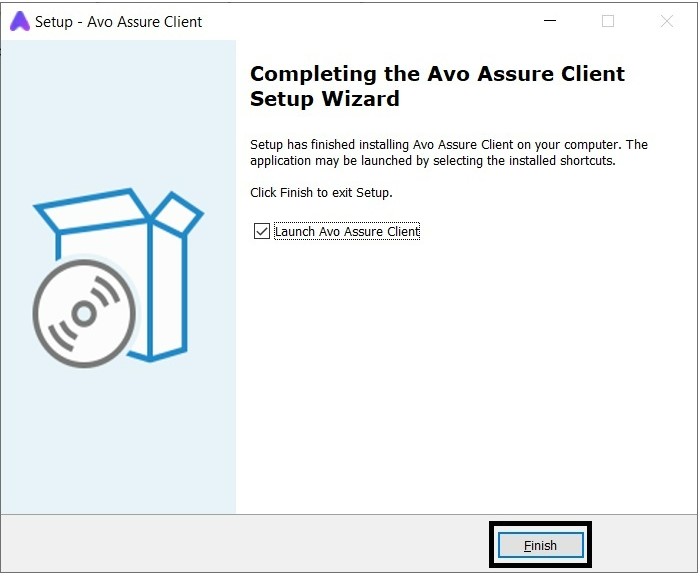 Setup - Avo Assure Client
Completing the Avo Assure Client
Setup Wizard
Setup has finished installing Avo Assure Client on your computer. The
application may be launched by selecting the installed shortcuts.
Click Finish to exit Setup.
Launch Avo Assure Client
Finish